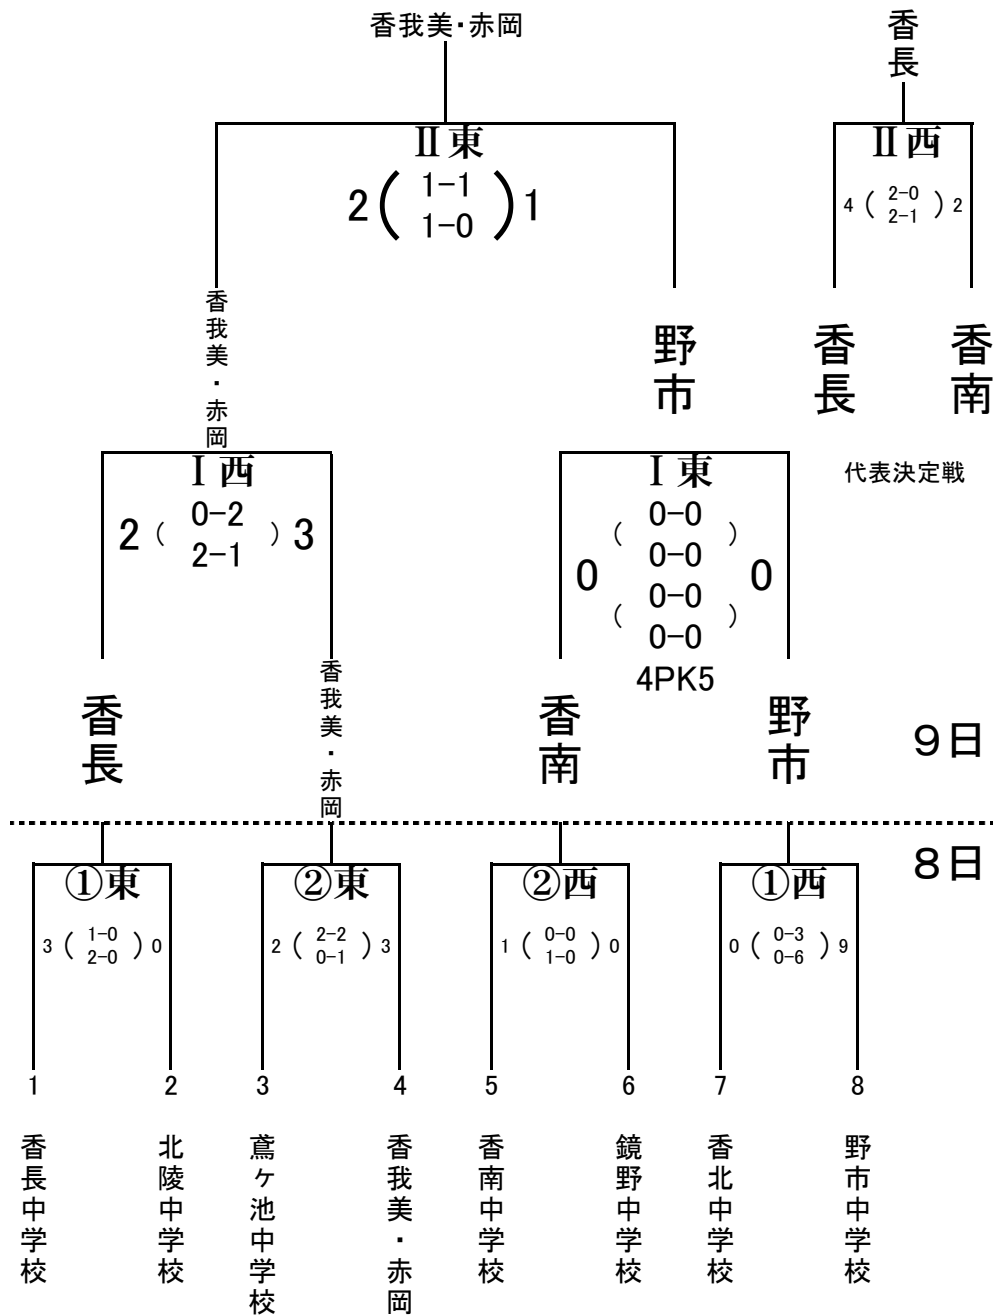 香我美・赤岡
香長
Ⅱ東
2 ( 1-1 ) 1
1-0
Ⅱ西
4 ( 2-0 ) 2
2-1
香我美・赤岡
野市
香長
香南
代表決定戦
Ⅰ西
2 ( 0-2 ) 3
2-1
Ⅰ東
( 0-0 )
0-0
0 0
0-0
( )
0-0
4PK5
香長
香我美・赤岡
香南
野市
9日
8日
①東
3 ( 1-0 ) 0
2-0
②東
2 ( 2-2 ) 3
0-1
②西
1 ( 0-0 ) 0
1-0
①西
0 ( 0-3 ) 9
0-6
1
2
3
4
5
6
7
8
香長中学校
北陵中学校
鳶ヶ池中学校
香我美・赤岡
香南中学校
鏡野中学校
香北中学校
野市中学校